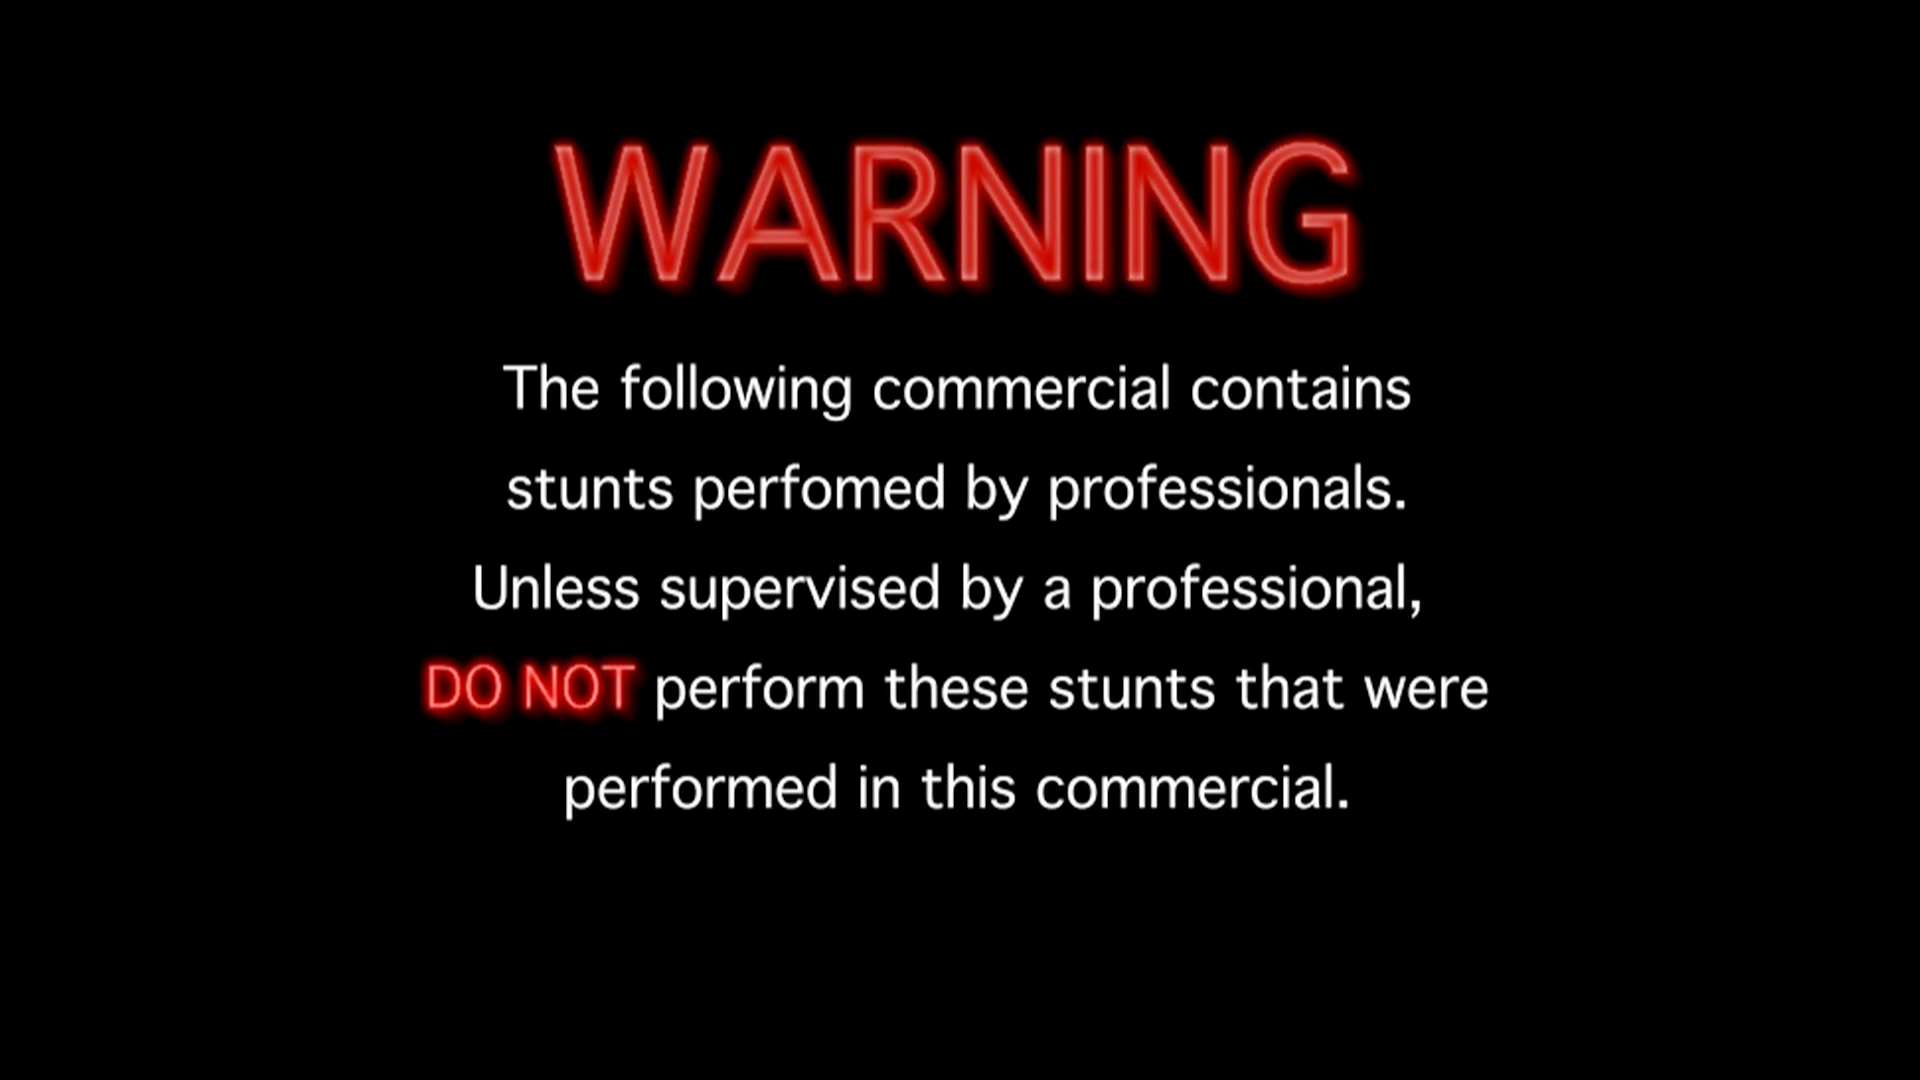 WARNING
The following commercial contains
stunts perfomed by professionals.
Unless supervised by a professional,
DO NOT perform these stunts that were
performed in this commercial.